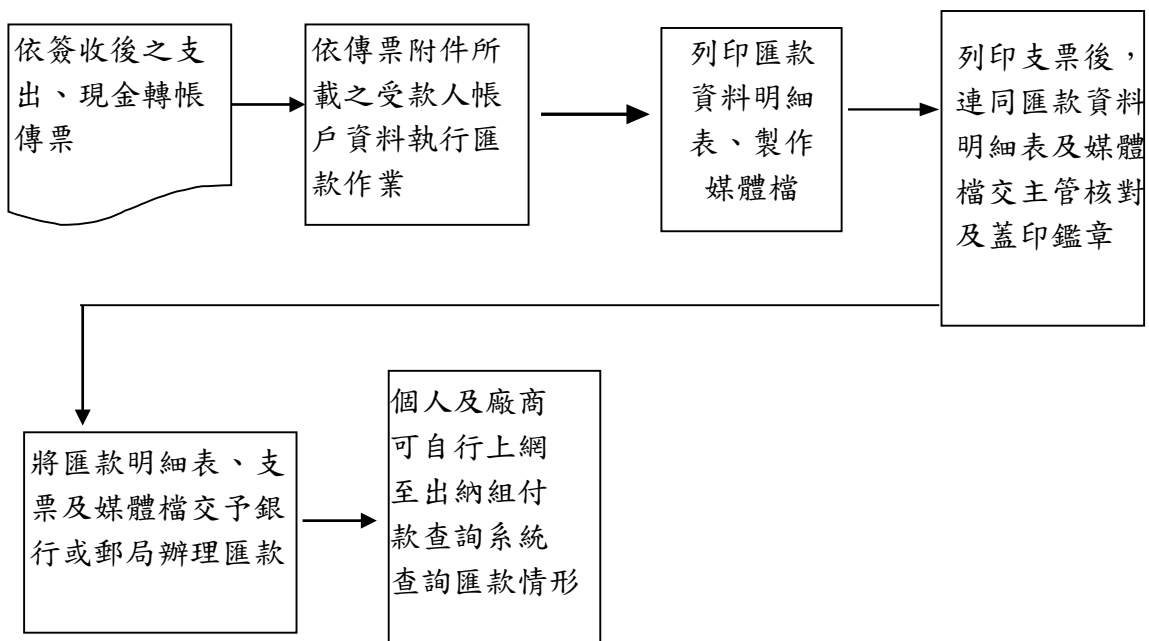 依簽收後之支
出、現金轉帳
傳票
依傳票附件所
載之受款人帳
戶資料執行匯
款作業
列印匯款
資料明細
表、製作
媒體檔
列印支票後，
連同匯款資料
明細表及媒體
檔交主管核對
及蓋印鑑章
將匯款明細表、支
票及媒體檔交予銀
行或郵局辦理匯款
個人及廠商
可自行上網
至出納組付
款查詢系統
查詢匯款情形